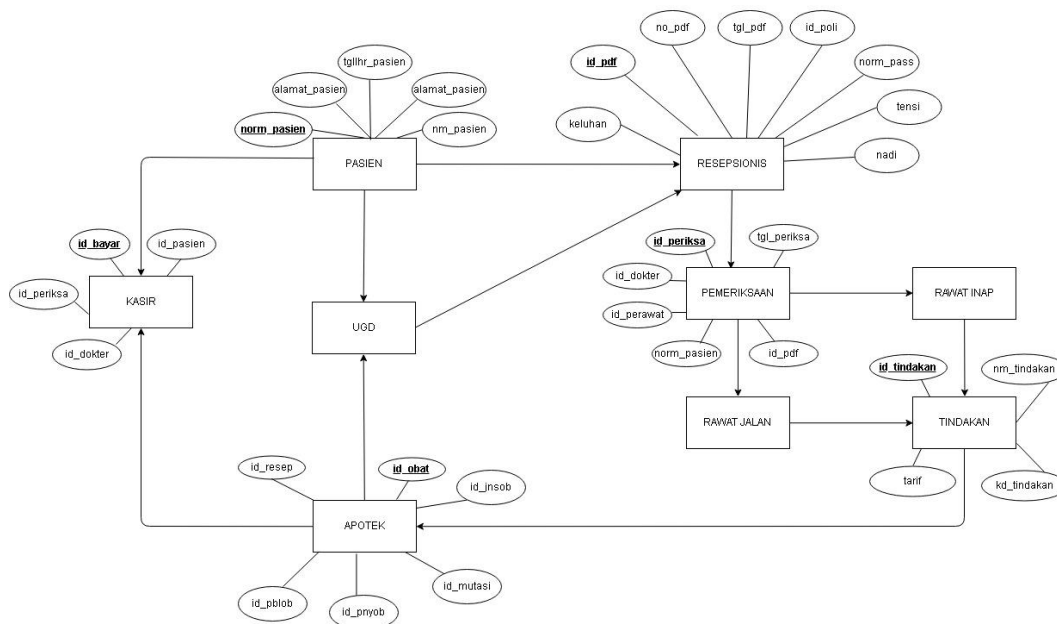 no_pdf
tgl_pdf
id_poli
tgllhr_pasien
id_pdf
norm_pass
alamat_pasien
alamat_pasien
tensi
norm_pasien
nm_pasien
keluhan
PASIEN
RESEPSIONIS
nadi
id_bayar
id_pasien
id_periksa
tgl_periksa
id_dokter
id_periksa
KASIR
PEMERIKSAAN
RAWAT INAP
id_perawat
UGD
id_dokter
norm_pasien
id_pdf
id_tindakan
nm_tindakan
RAWAT JALAN
TINDAKAN
id_resep
id_obat
id_jnsob
tarif
kd_tindakan
APOTEK
id_pblob
id_pnyob
id_mutasi